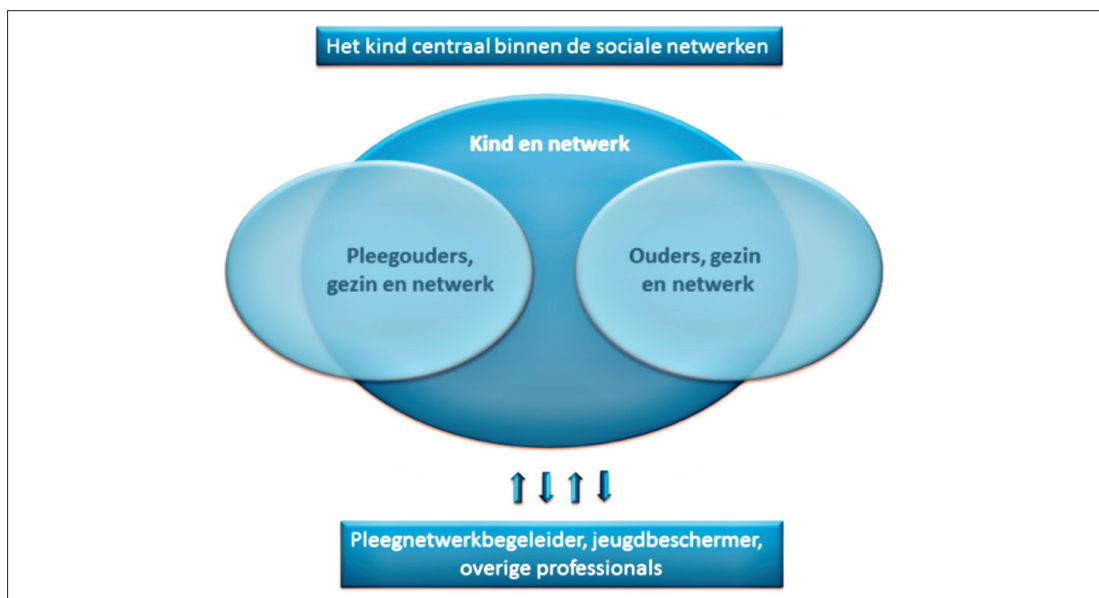 Het kind centraal binnen de sociale netwerken
Kind en netwerk
Pleegouders,
gezin en netwerk
Ouders, gezin
en netwerk
Pleegnetwerkbegeleider, jeugdbeschermer,
overige professionals